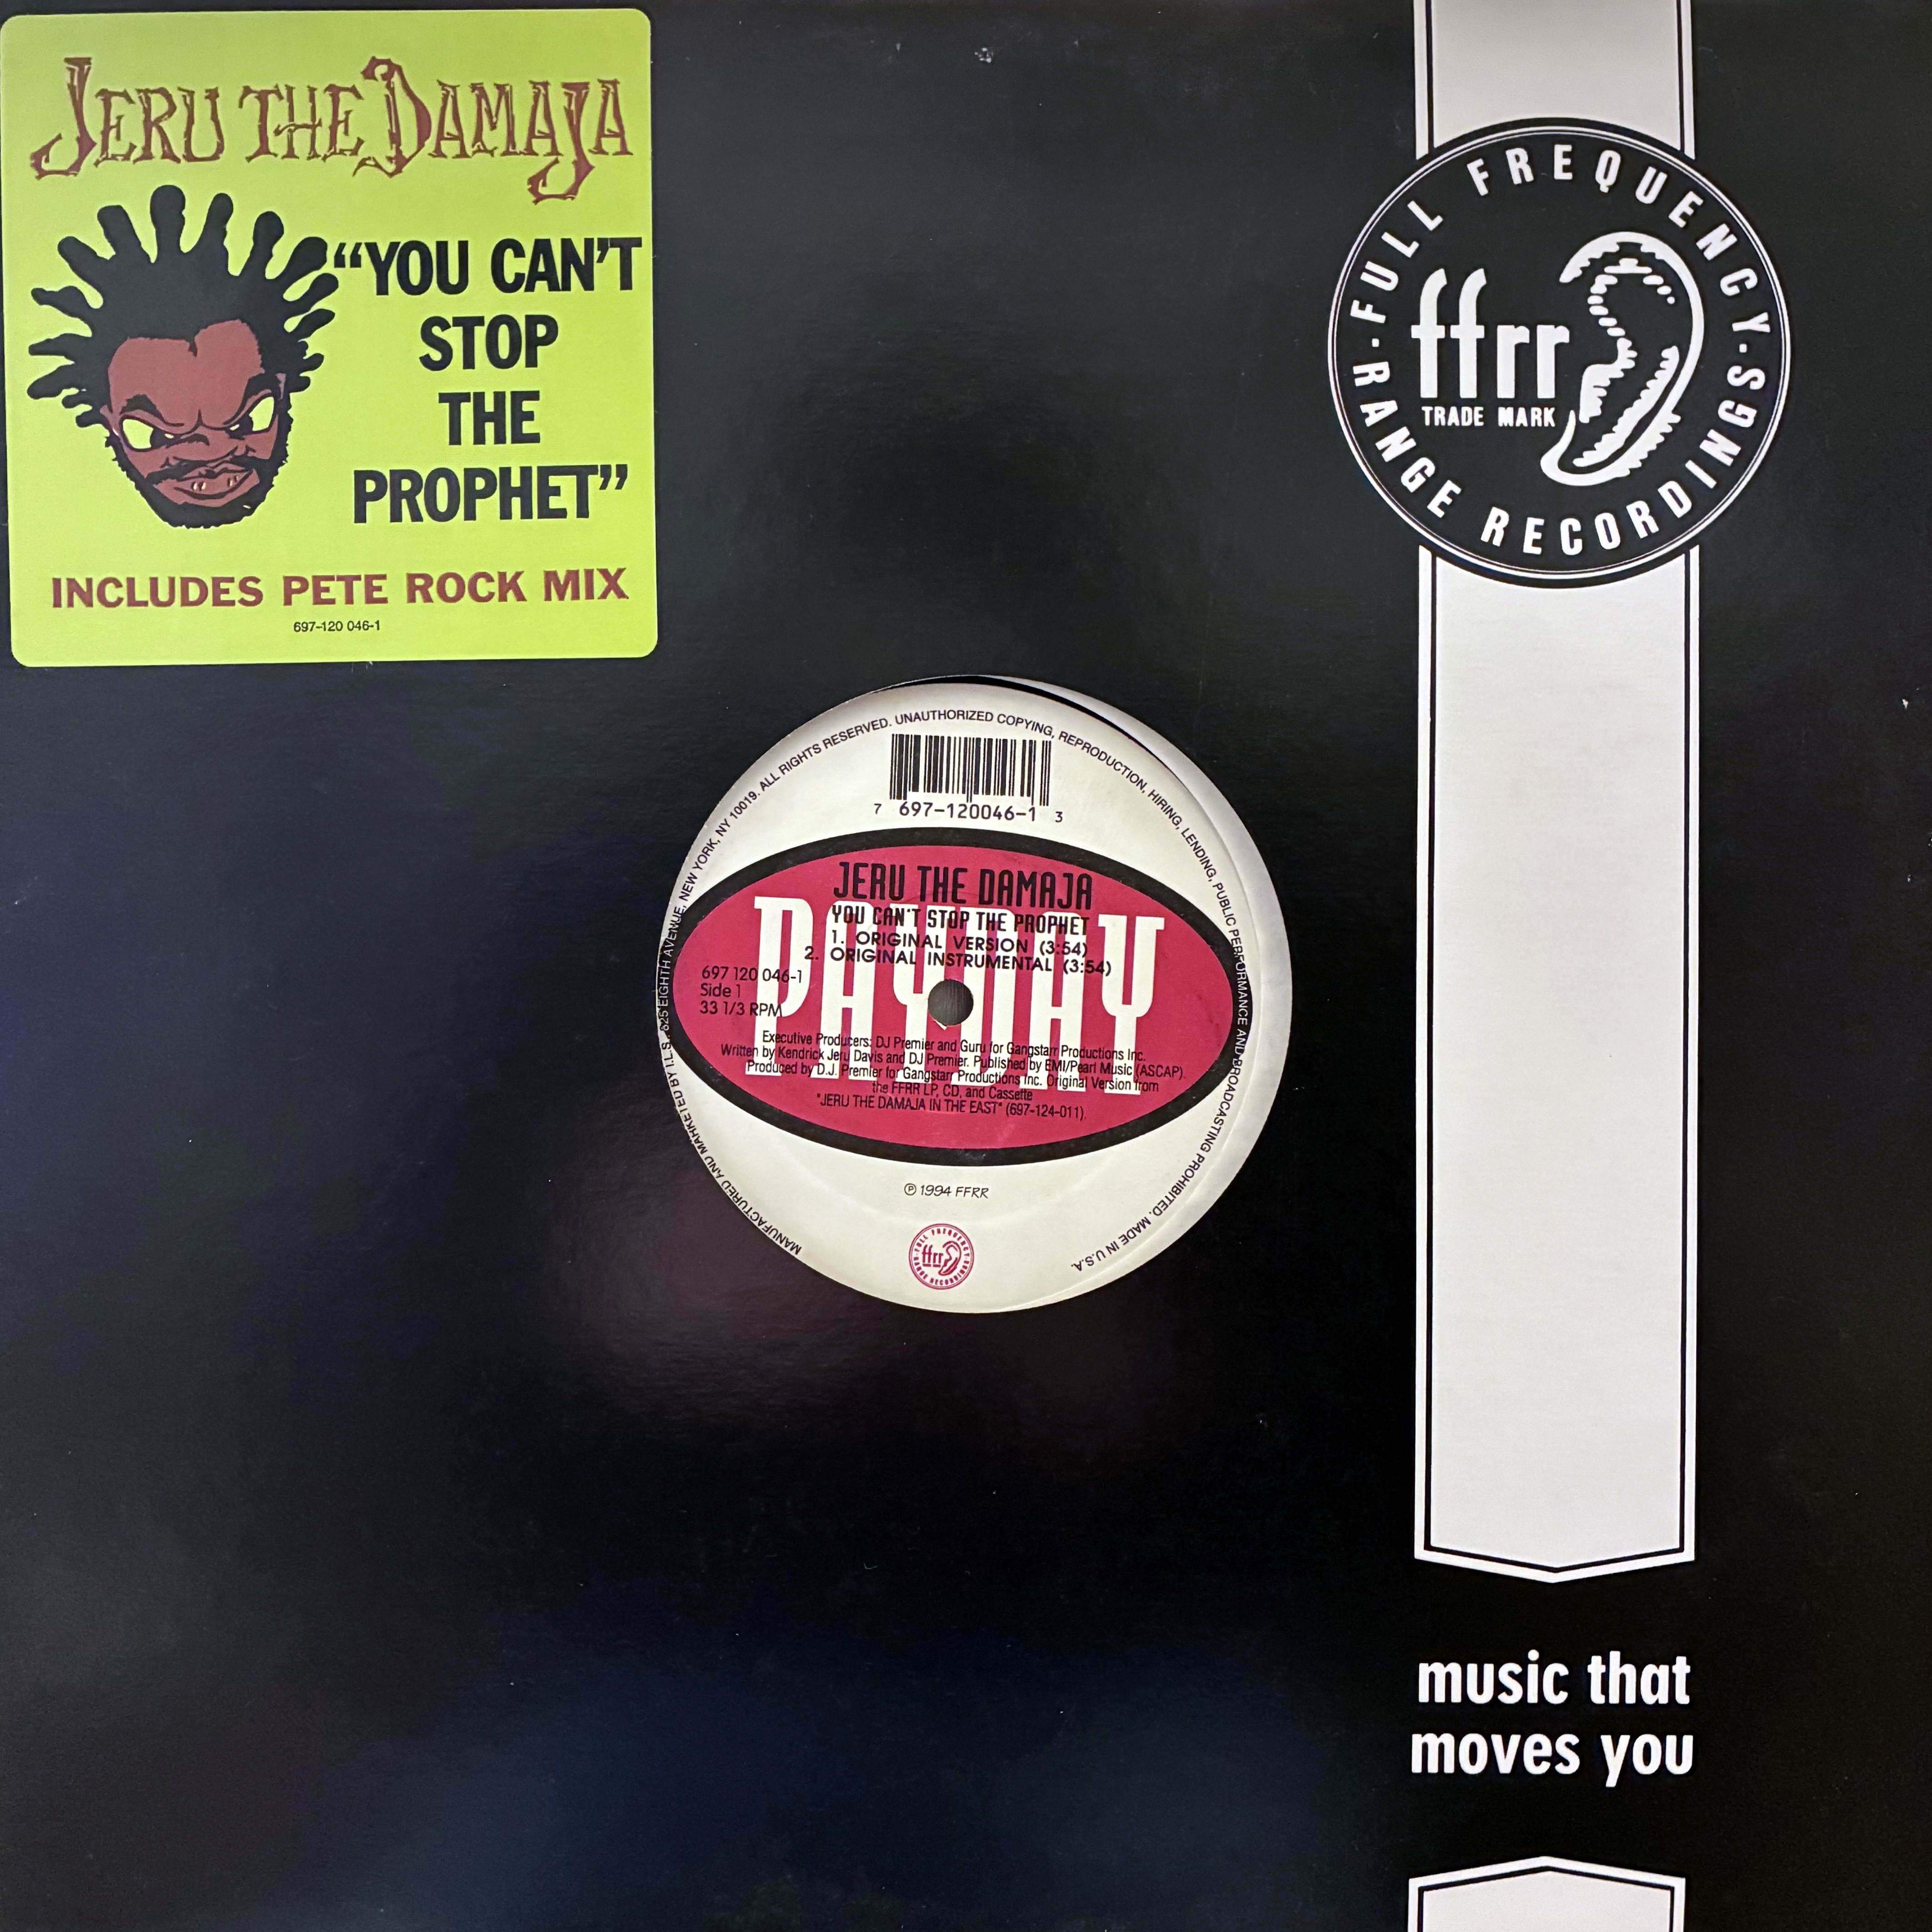 JERU THE DAMAJA
“YOU CAN’T
STOP
THE
PROPHET”
INCLUDES PETE ROCK MIX
697-120 046-1
FULL FREQUENCY · RANGE RECORDINGS ·
ffrr
TRADE MARK
MANUFACTURED AND MARKETED BY I.L.S., 825 EIGHTH AVENUE, NEW YORK, NY 10019. ALL RIGHTS RESERVED. UNAUTHORIZED COPYING, REPRODUCTION, HIRING, LENDING, PUBLIC PERFORMANCE AND BROADCASTING PROHIBITED. MADE IN U.S.A.
7 697-120046-1 3
JERU THE DAMAJA
YOU CAN'T STOP THE PROPHET
1. ORIGINAL VERSION (3:54)
2. ORIGINAL INSTRUMENTAL (3:54)
PAYDAY
697 120 046-1
Side 1
33 1/3 RPM
Executive Producers: DJ Premier and Guru for Gangstarr Productions Inc.
Written by Kendrick Jeru Davis and DJ Premier. Published by EMI/Pearl Music (ASCAP).
Produced by D.J. Premier for Gangstarr Productions Inc. Original Version from
the FFRR LP, CD, and Cassette
"JERU THE DAMAJA IN THE EAST" (697-124-011).
℗ 1994 FFRR
FULL FREQUENCY RANGE RECORDINGS
ffrr
music that
moves you